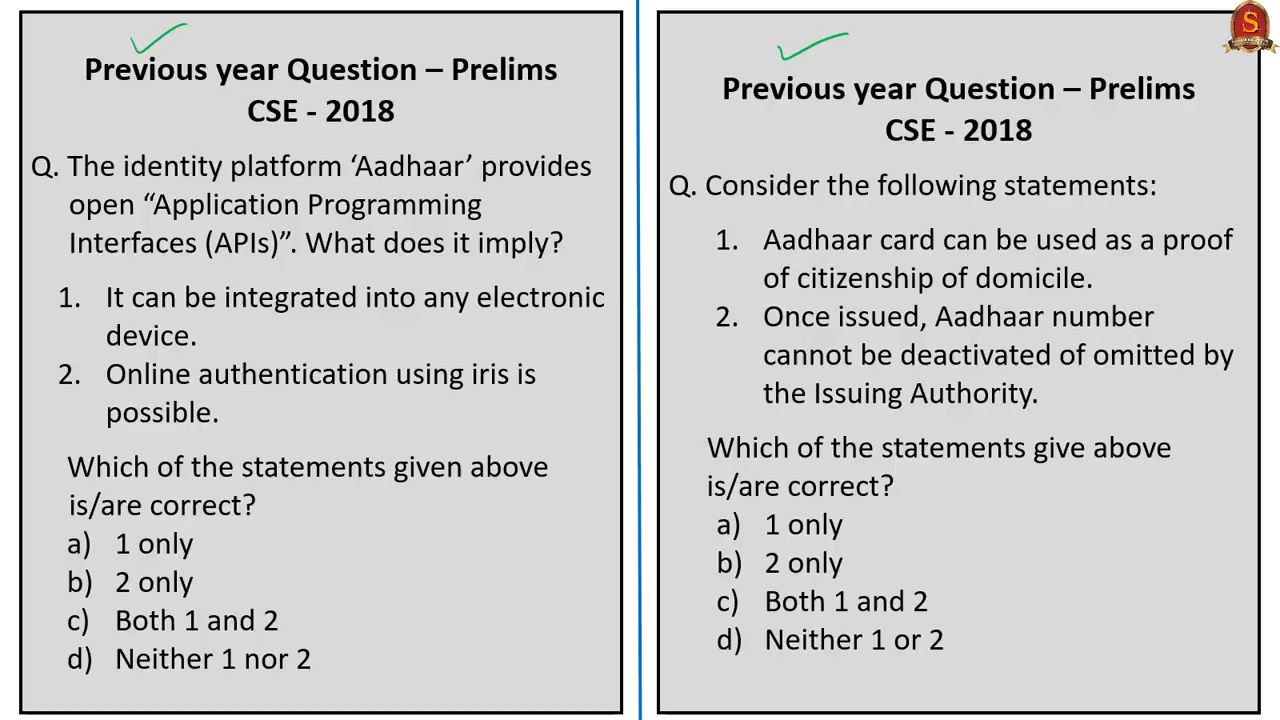 Previous year Question – Prelims
CSE - 2018
Q. The identity platform ‘Aadhaar’ provides
open “Application Programming
Interfaces (APIs)”. What does it imply?
1. It can be integrated into any electronic
device.
2. Online authentication using iris is
possible.
Which of the statements given above
is/are correct?
a) 1 only
b) 2 only
c) Both 1 and 2
d) Neither 1 nor 2
S
Previous year Question – Prelims
CSE - 2018
Q. Consider the following statements:
1. Aadhaar card can be used as a proof
of citizenship of domicile.
2. Once issued, Aadhaar number
cannot be deactivated of omitted by
the Issuing Authority.
Which of the statements give above
is/are correct?
a) 1 only
b) 2 only
c) Both 1 and 2
d) Neither 1 or 2